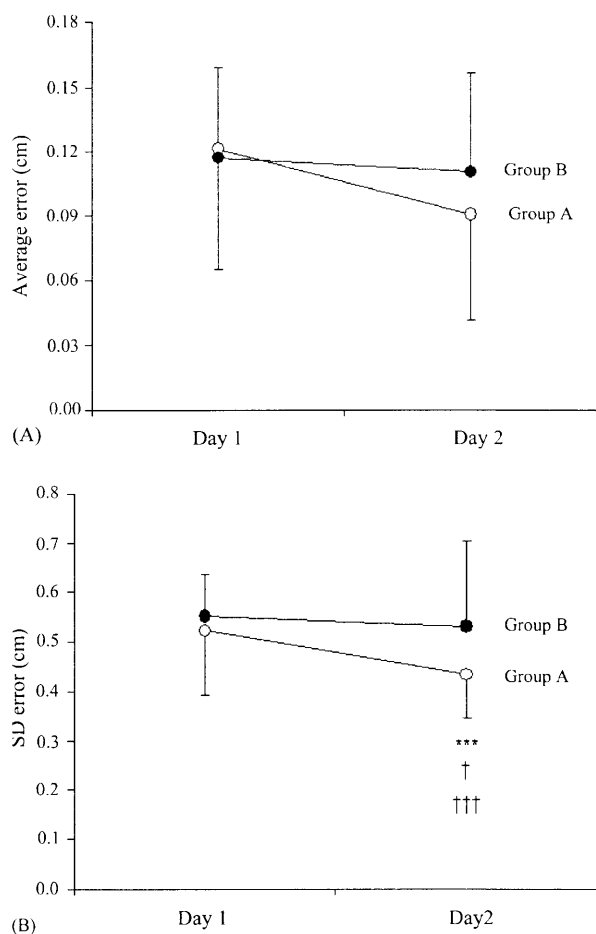 0.18
0.15
0.12
0.09
0.06
0.03
0.00
Average error (cm)
Group B
Group A
(A)
Day 1
Day 2
0.8
0.7
0.6
0.5
0.4
0.3
0.2
0.1
0.0
SD error (cm)
Group B
Group A
***
†
†††
(B)
Day 1
Day2